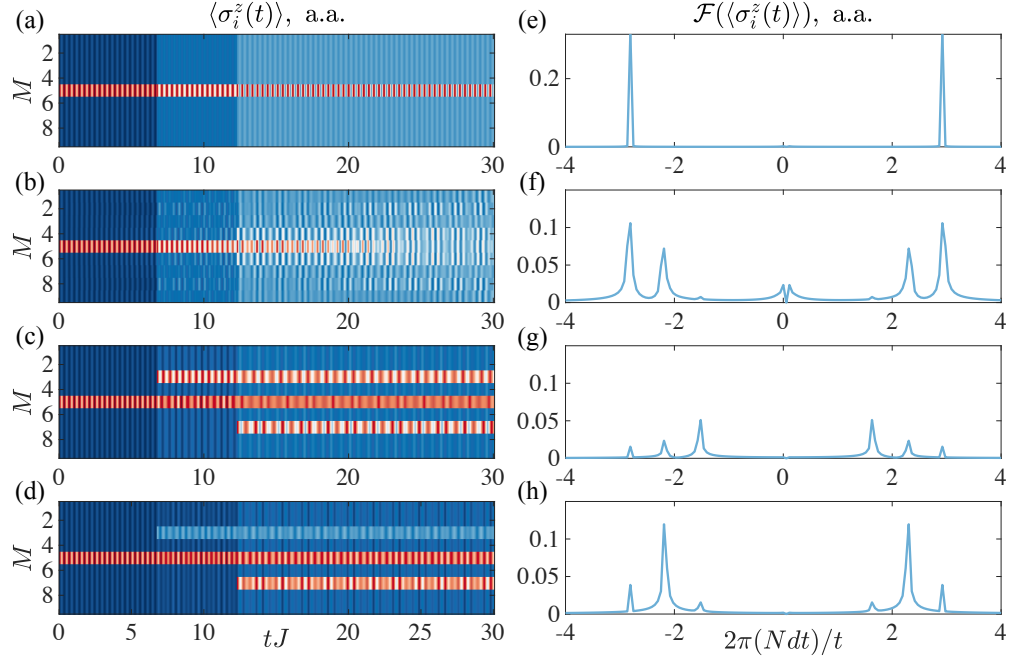 (a) ⟨σᵢᶻ(t)⟩, a.a. (e) 𝓕(⟨σᵢᶻ(t)⟩), a.a.
M 2 4 6 8
0 10 20 30
0.2 0
-4 -2 0 2 4
(b) (f)
M 2 4 6 8
0 10 20 30
0.1 0.05 0
-4 -2 0 2 4
(c) (g)
M 2 4 6 8
0 10 20 30
0.1 0.05 0
-4 -2 0 2 4
(d) (h)
M 2 4 6 8
0 5 10 15 20 25 30
tJ
0.1 0.05 0
-4 -2 0 2 4
2π(Ndt)/t